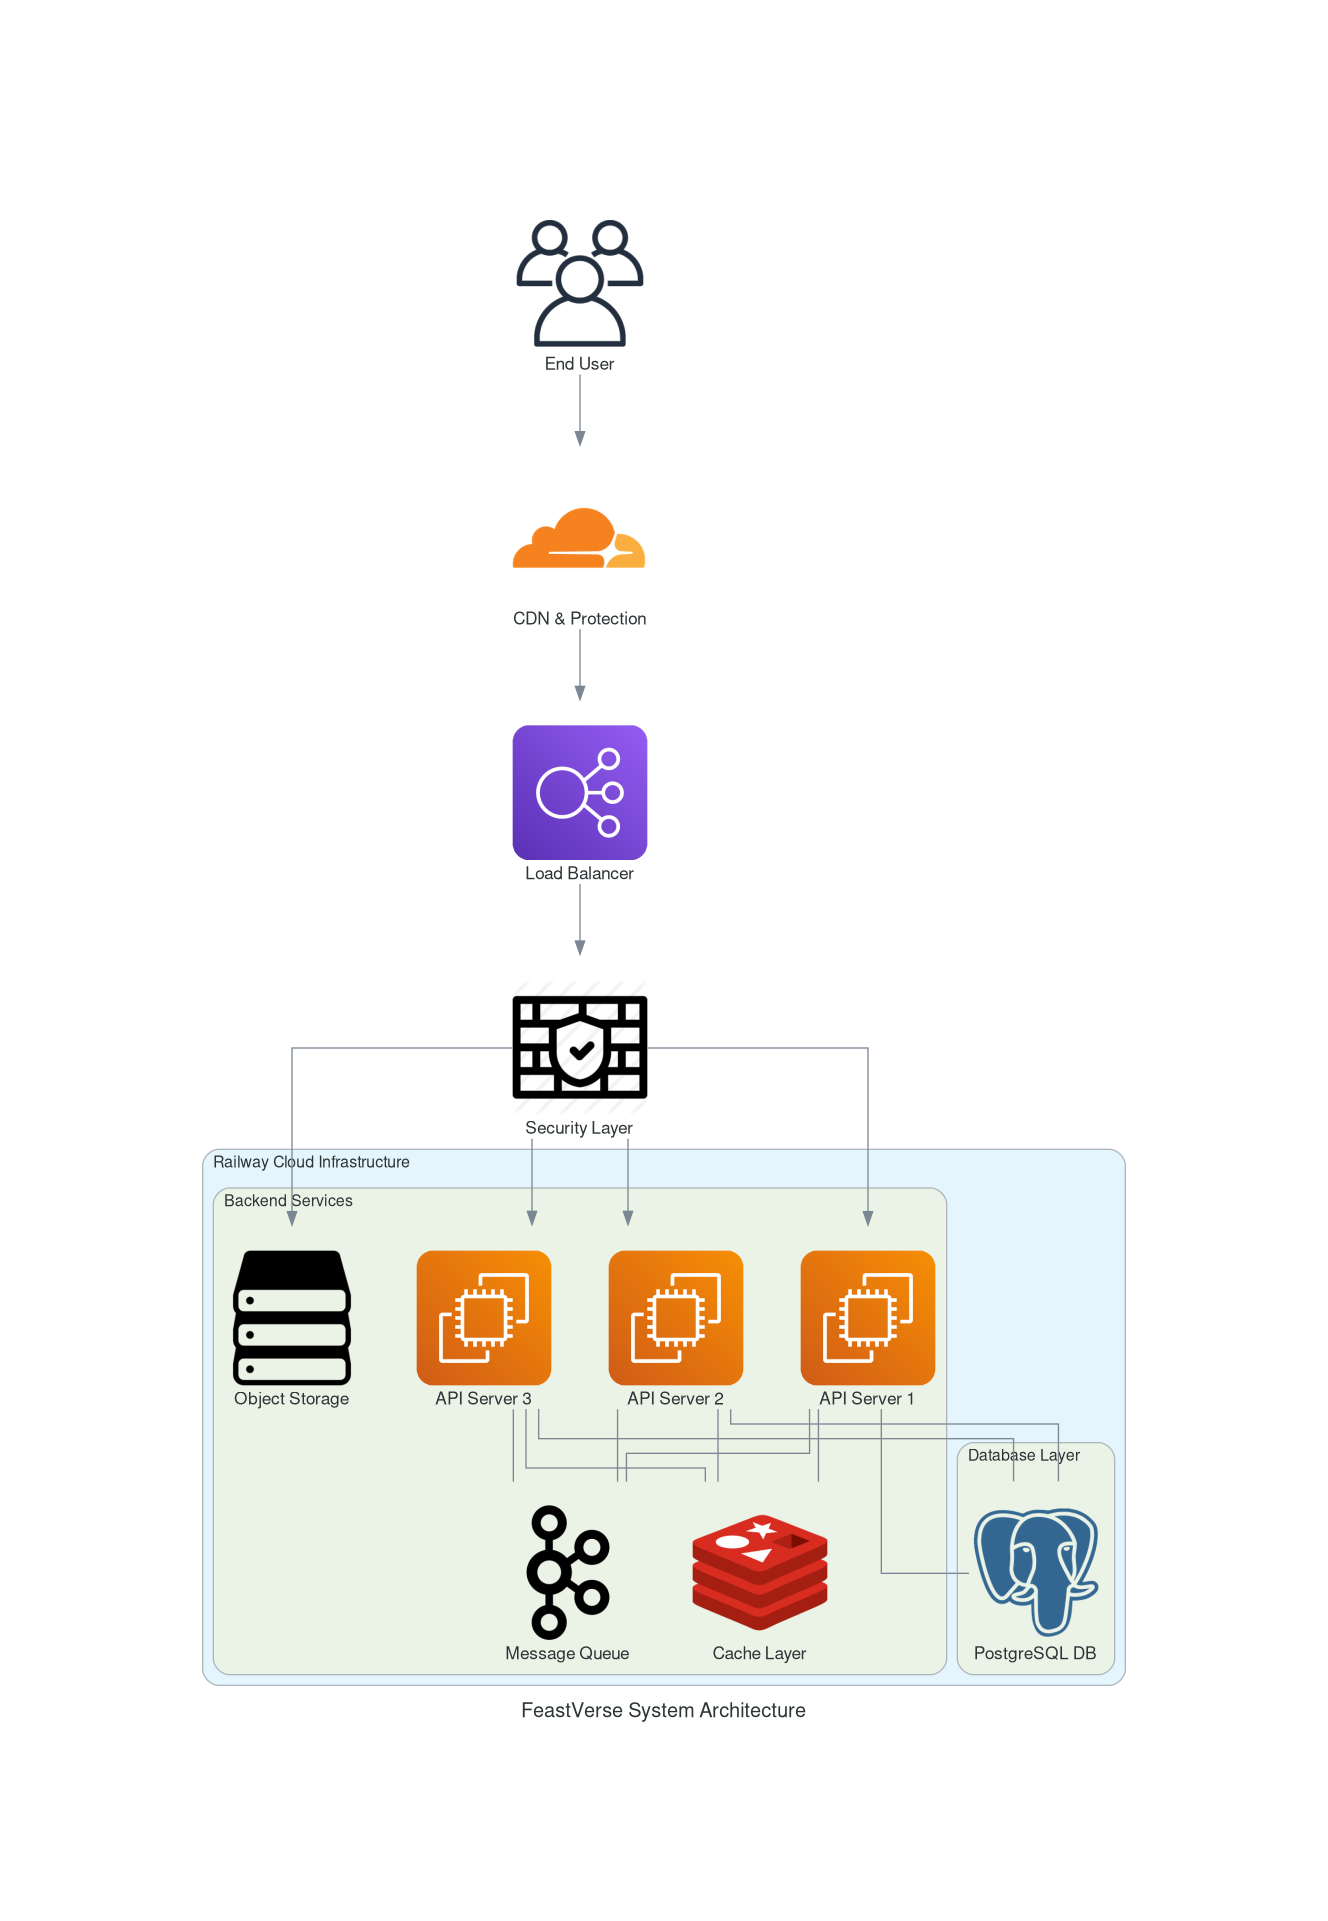 End User
CDN & Protection
Load Balancer
Security Layer
Railway Cloud Infrastructure
Backend Services
Object Storage
API Server 3
API Server 2
API Server 1
Database Layer
Message Queue
Cache Layer
PostgreSQL DB
FeastVerse System Architecture